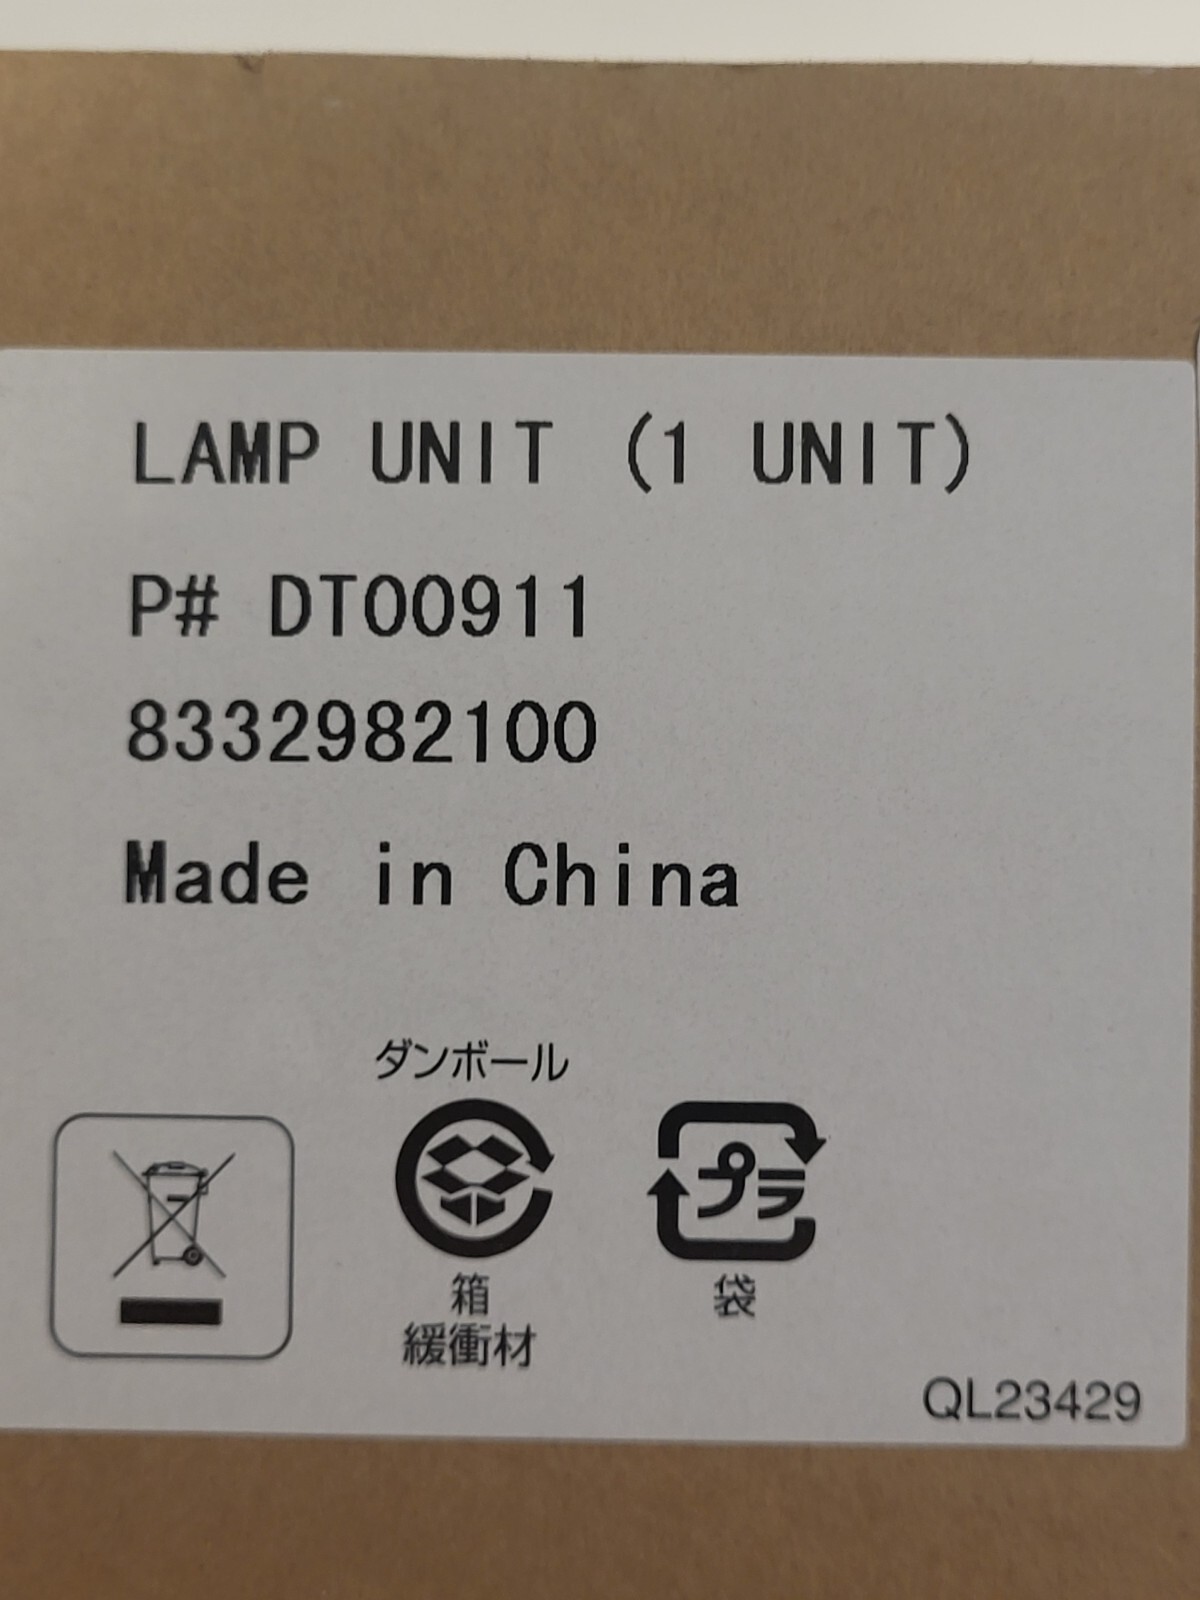 LAMP UNIT (1 UNIT)
P# DT00911
8332982100
Made in China
ダンボール
プラ
箱
緩衝材
袋
QL23429